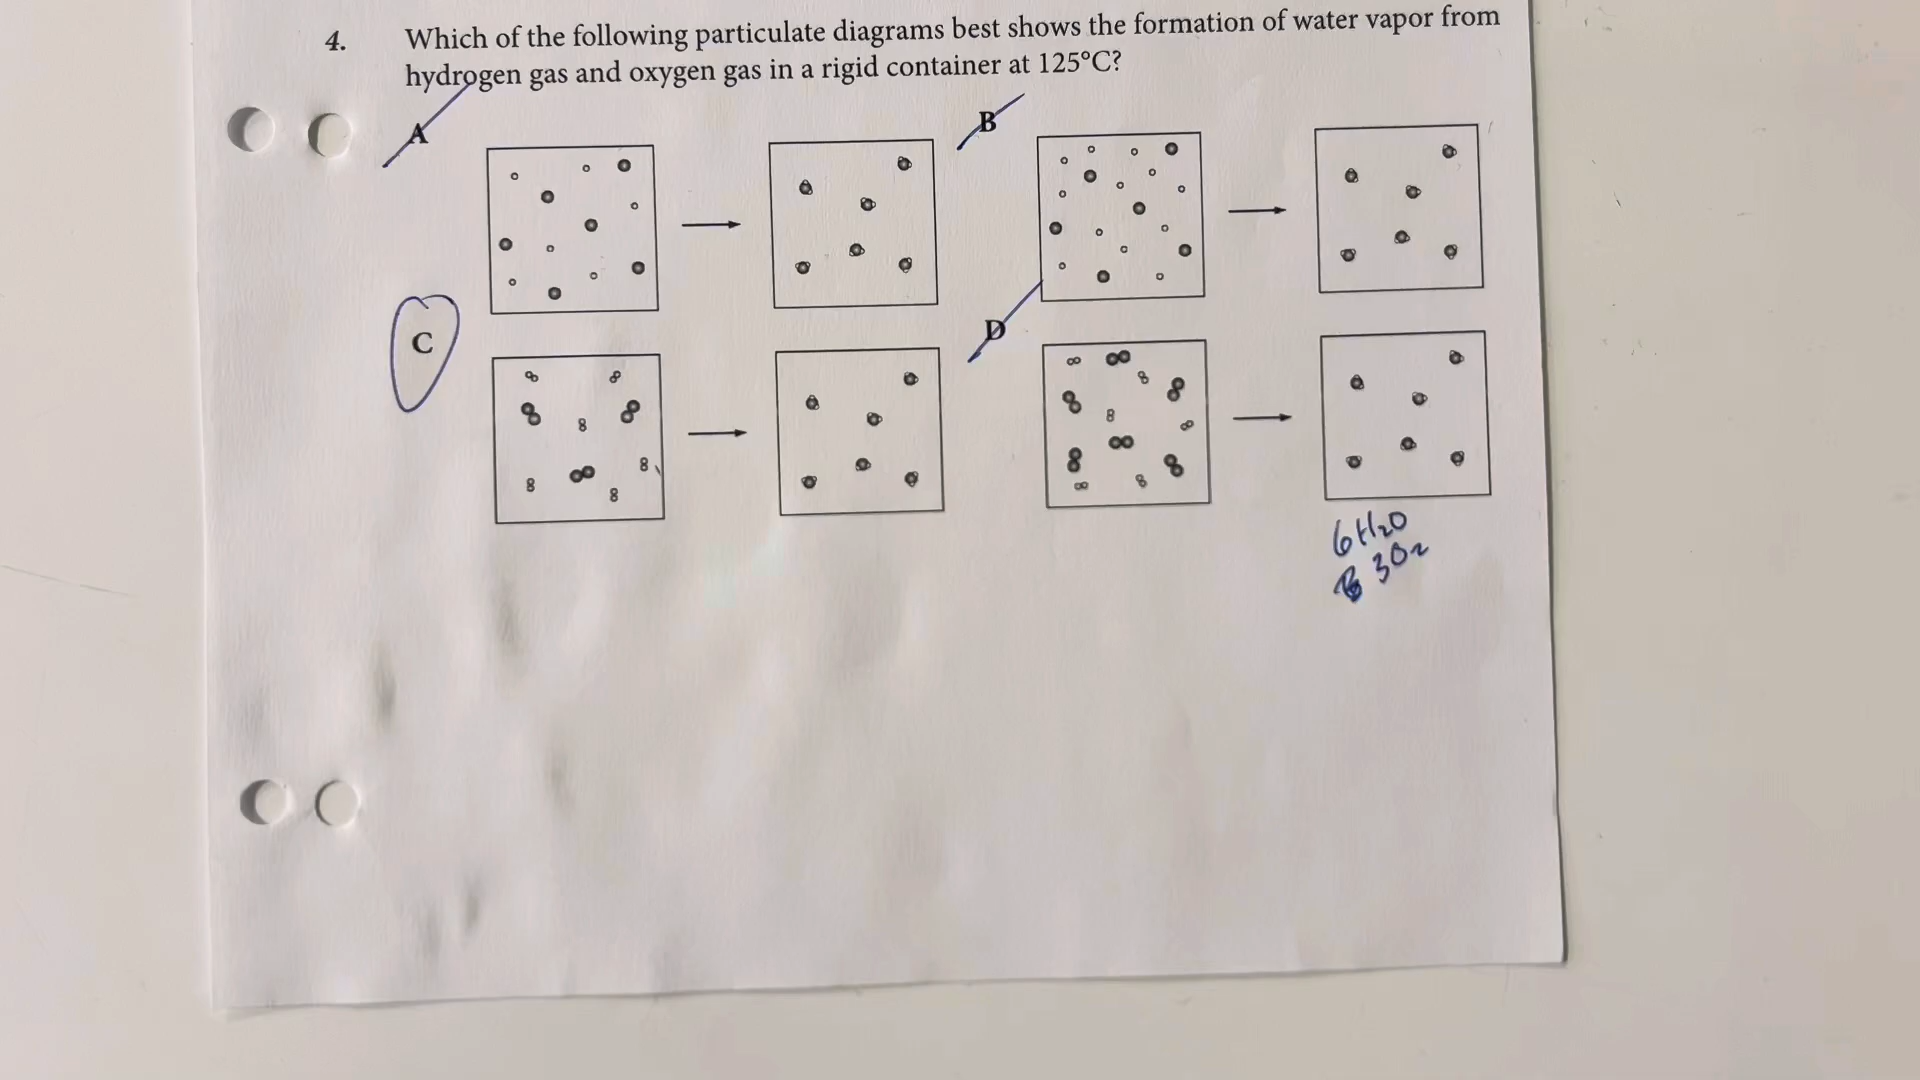 4. Which of the following particulate diagrams best shows the formation of water vapor from
hydrogen gas and oxygen gas in a rigid container at 125°C?
A
B
C
D
6H₂O
3O₂